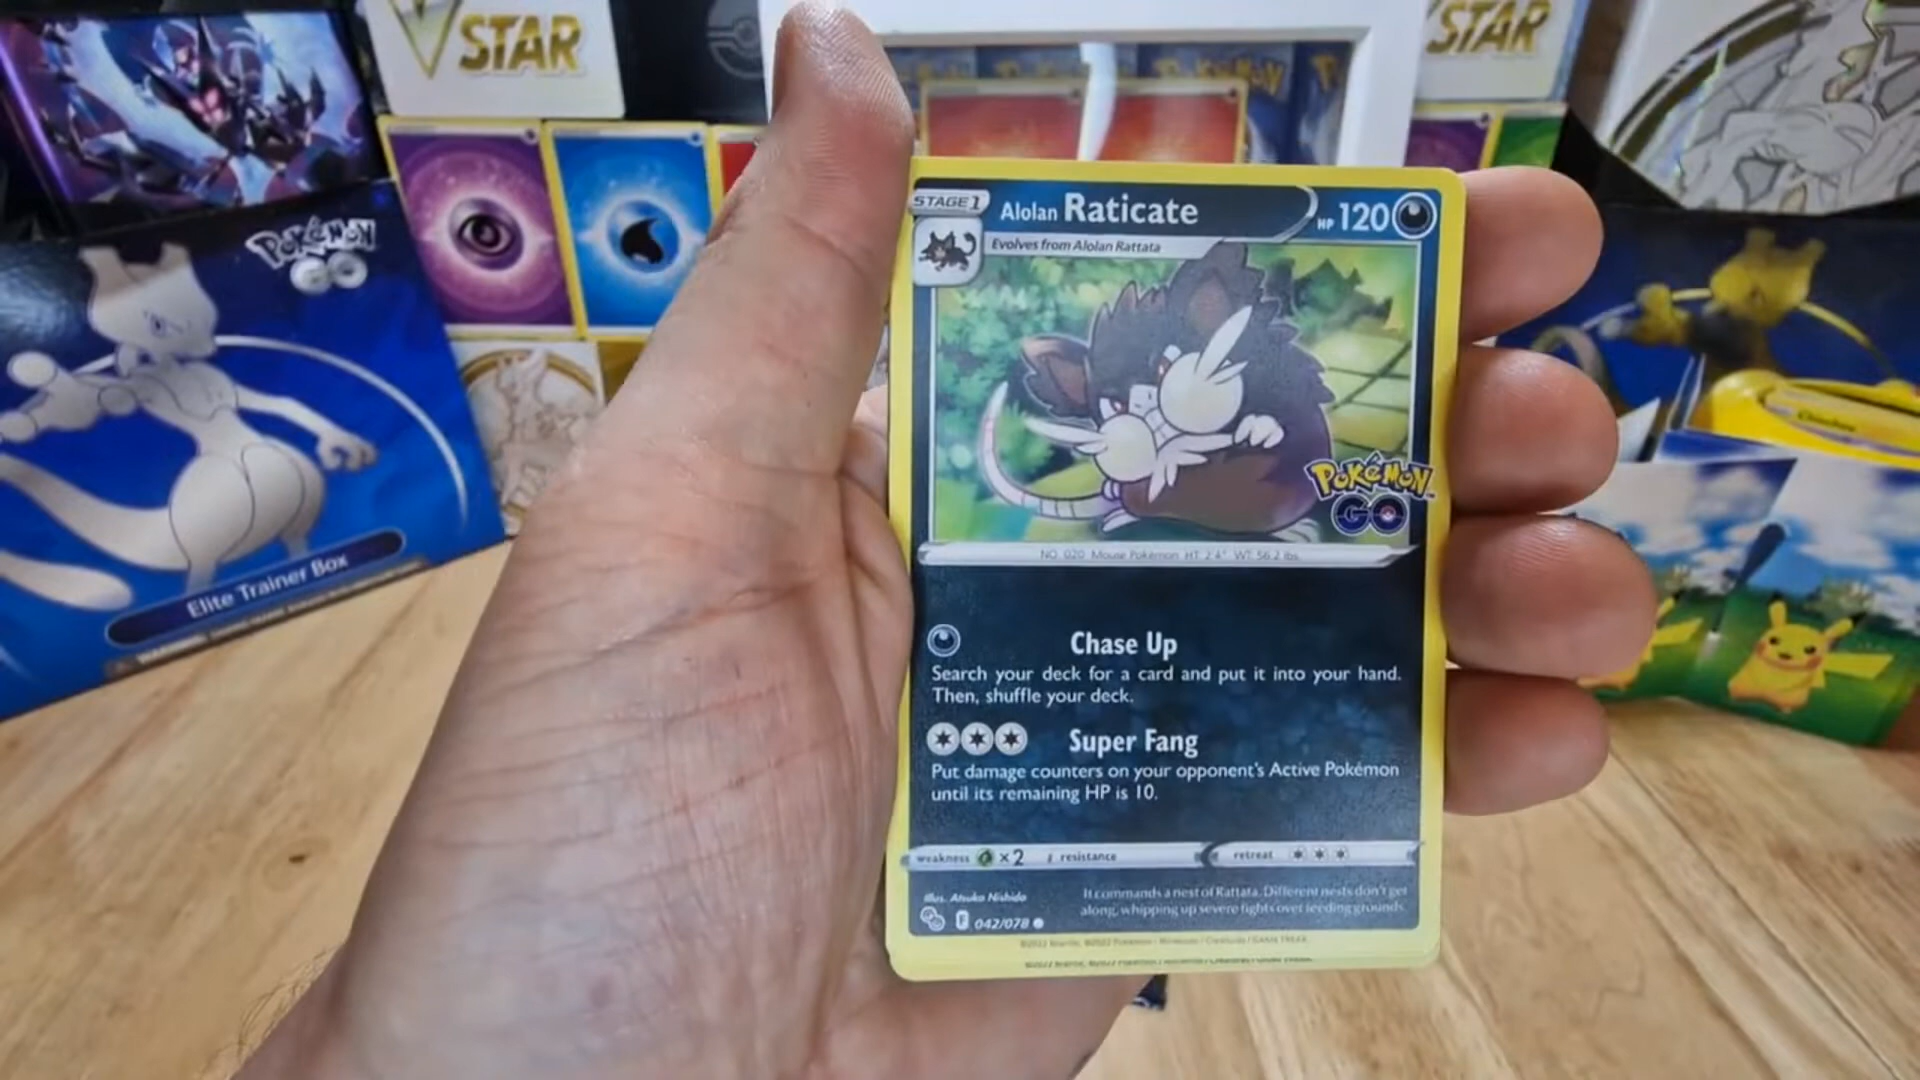 STAR
STAR
POKÉMON
GO
Elite Trainer Box
STAGE 1
Alolan Raticate
HP 120
Evolves from Alolan Rattata
POKÉMON
GO
NO. 020 Mouse Pokémon HT: 2'4" WT: 56.2 lbs.
Chase Up
Search your deck for a card and put it into your hand.
Then, shuffle your deck.
Super Fang
Put damage counters on your opponent's Active Pokémon
until its remaining HP is 10.
weakness ×2 resistance retreat
Illus. Atsuko Nishida
It commands a nest of Rattata. Different nests don't get
along, whipping up severe fights over feeding grounds.
F 042/078
©2022 Pokémon / Nintendo / Creatures / GAME FREAK